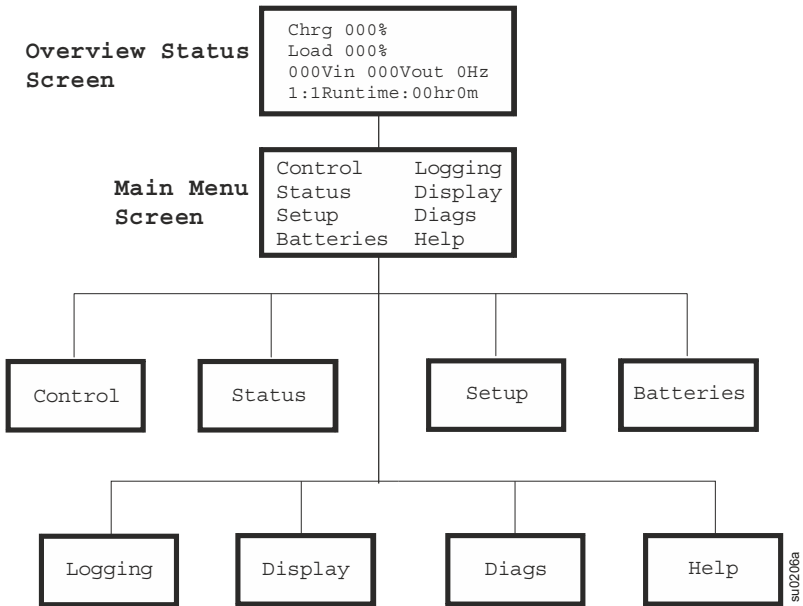 Overview Status
Screen
Chrg 000%
Load 000%
000Vin 000Vout 0Hz
1:1Runtime:00hr0m
Main Menu
Screen
Control Logging
Status Display
Setup Diags
Batteries Help
Control
Status
Setup
Batteries
Logging
Display
Diags
Help
su0206a